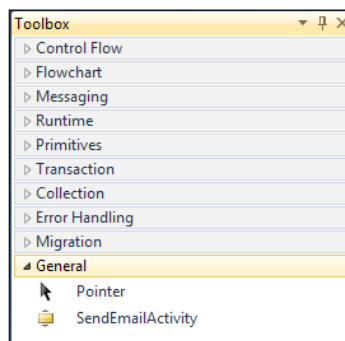 Toolbox
Control Flow
Flowchart
Messaging
Runtime
Primitives
Transaction
Collection
Error Handling
Migration
General
Pointer
SendEmailActivity